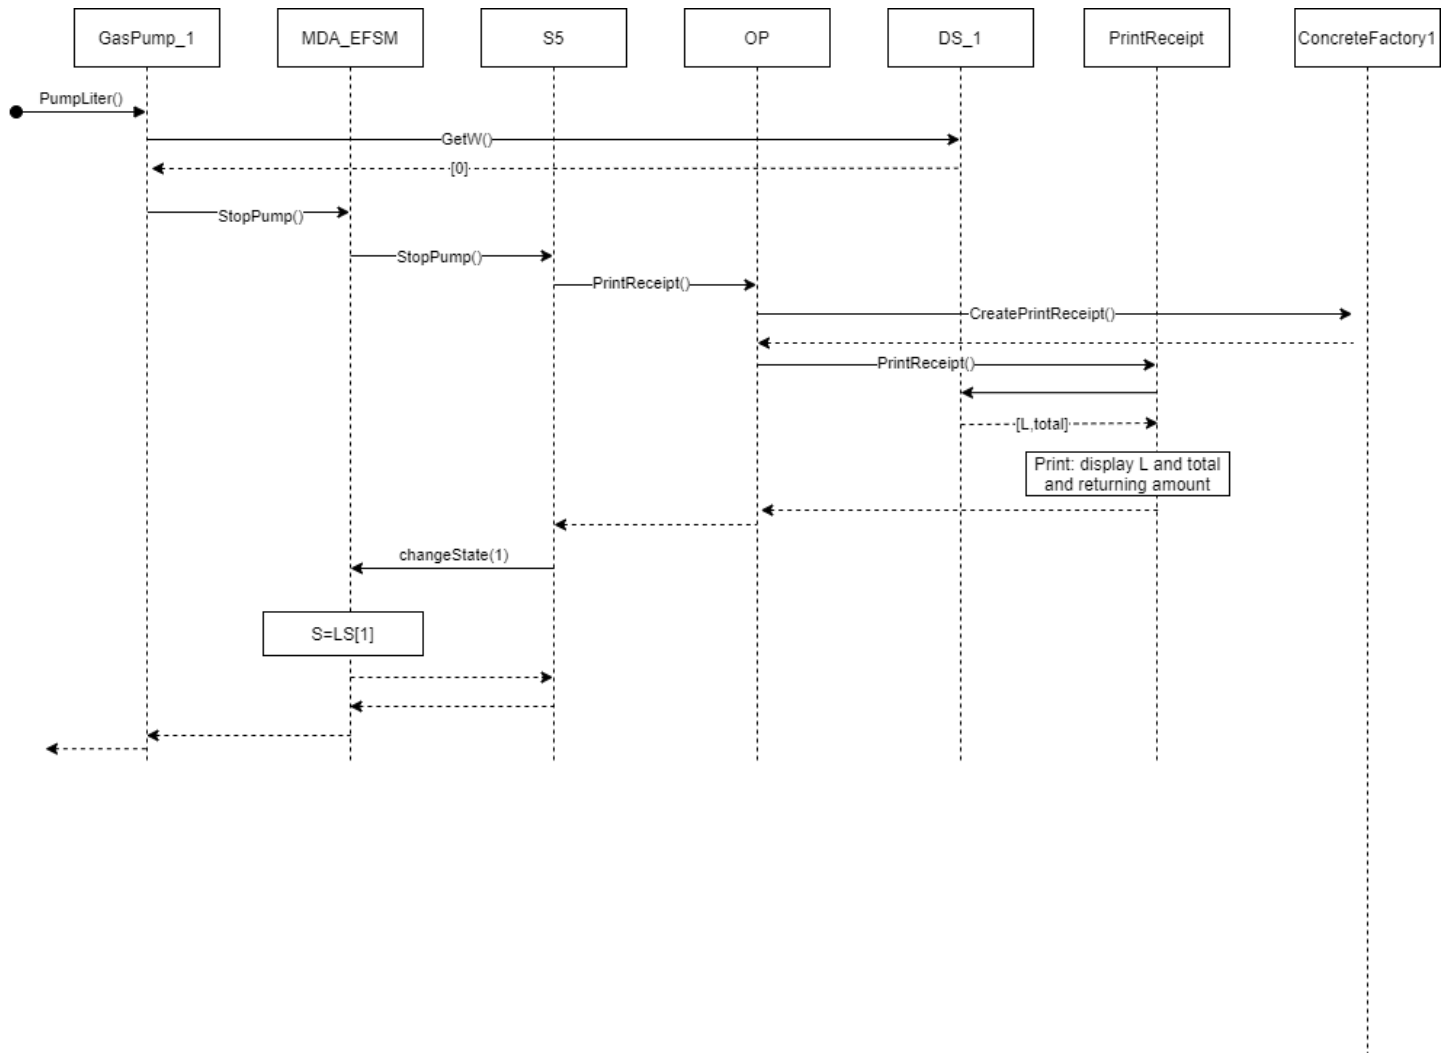 GasPump_1
MDA_EFSM
S5
OP
DS_1
PrintReceipt
ConcreteFactory1
PumpLiter()
GetW()
[0]
StopPump()
StopPump()
PrintReceipt()
CreatePrintReceipt()
PrintReceipt()
[L,total]
Print: display L and total
and returning amount
changeState(1)
S=LS[1]